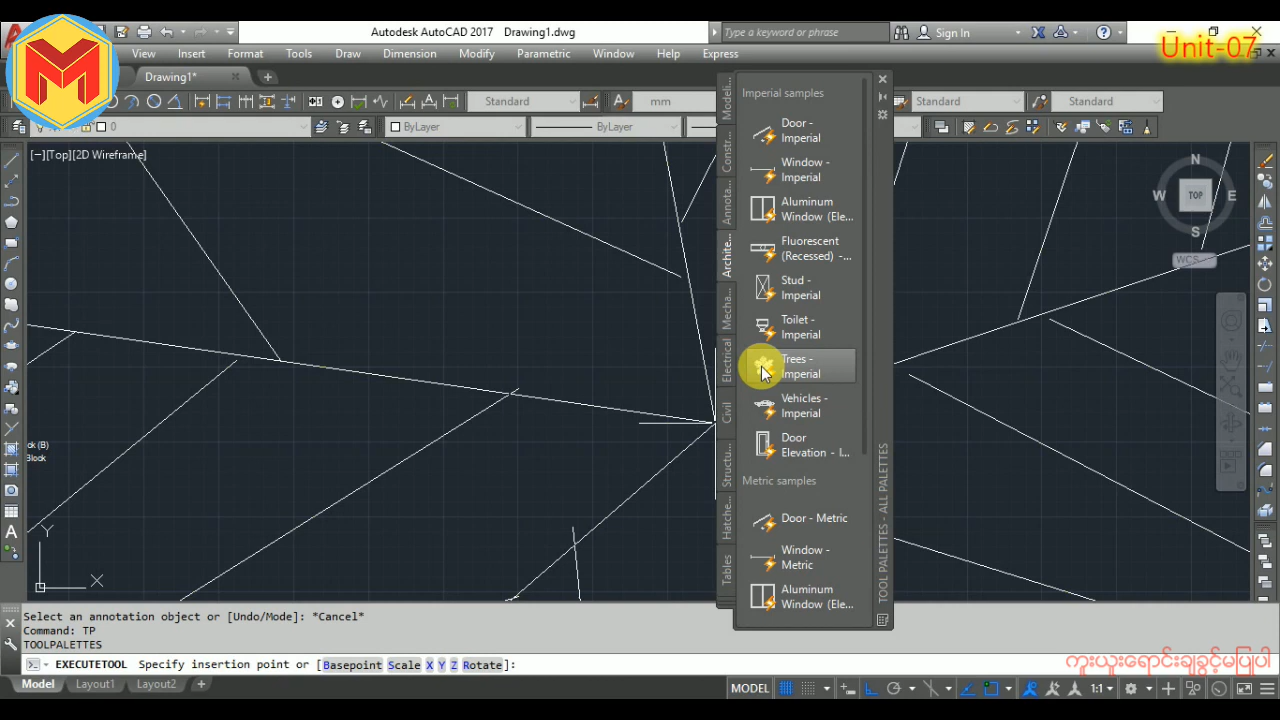 Autodesk AutoCAD 2017 Drawing1.dwg
Type a keyword or phrase
Sign In
Unit-07
View Insert Format Tools Draw Dimension Modify Parametric Window Help Express
Drawing1*
Standard
mm
Standard
Standard
0
ByLayer
ByLayer
[−][Top][2D Wireframe]
N
W TOP E
S
WCS
Modeli...
Constr...
Annota...
Archite...
Mecha...
Electrical
Civil
Structu...
Hatche...
Tables
Imperial samples
Door -
Imperial
Window -
Imperial
Aluminum
Window (Ele...
Fluorescent
(Recessed) -...
Stud -
Imperial
Toilet -
Imperial
Trees -
Imperial
Vehicles -
Imperial
Door
Elevation - I...
Metric samples
Door - Metric
Window -
Metric
Aluminum
Window (Ele...
TOOL PALETTES - ALL PALETTES
ck (B)
Block
Y
X
Select an annotation object or [Undo/Mode]: *Cancel*
Command: TP
TOOLPALETTES
EXECUTETOOL Specify insertion point or [Basepoint Scale X Y Z Rotate]:
ကူးယူးရောင်းချခွင့်မပြုပါ
Model Layout1 Layout2
MODEL
1:1